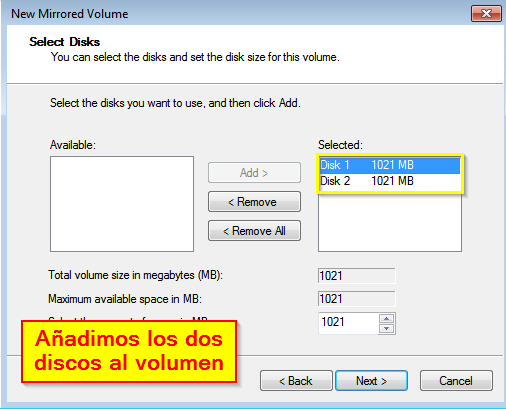 New Mirrored Volume
Select Disks
You can select the disks and set the disk size for this volume.
Select the disks you want to use, and then click Add.
Available:
Selected:
Add >
< Remove
< Remove All
Disk 1 1021 MB
Disk 2 1021 MB
Total volume size in megabytes (MB): 1021
Maximum available space in MB: 1021
1021
Añadimos los dos
discos al volumen
< Back Next > Cancel